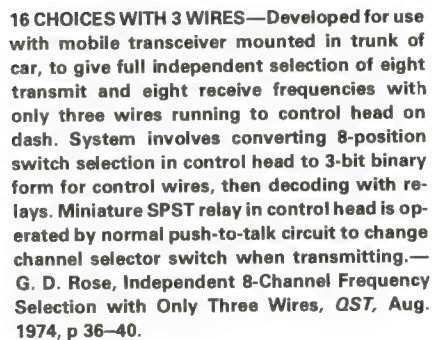 16 CHOICES WITH 3 WIRES—Developed for use
with mobile transceiver mounted in trunk of
car, to give full independent selection of eight
transmit and eight receive frequencies with
only three wires running to control head on
dash. System involves converting 8-position
switch selection in control head to 3-bit binary
form for control wires, then decoding with re-
lays. Miniature SPST relay in control head is op-
erated by normal push-to-talk circuit to change
channel selector switch when transmitting.—
G. D. Rose, Independent 8-Channel Frequency
Selection with Only Three Wires, QST, Aug.
1974, p 36–40.